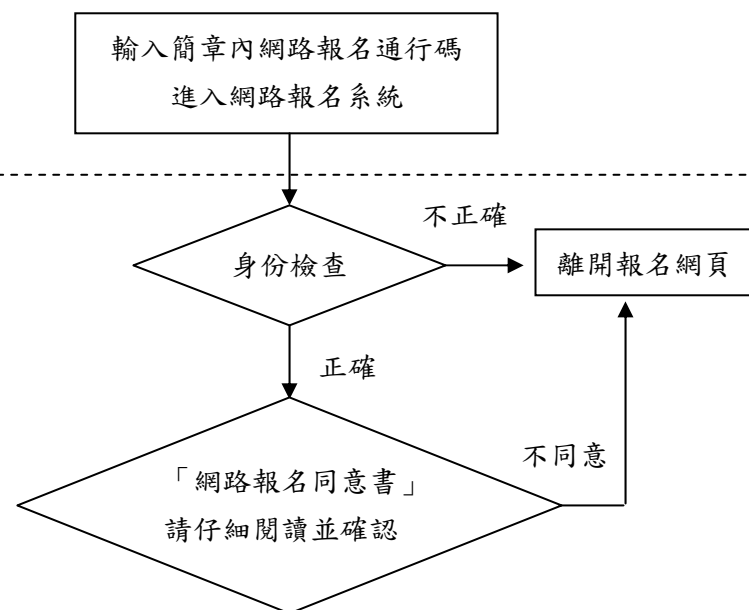 輸入簡章內網路報名通行碼
進入網路報名系統
不正確
身份檢查
離開報名網頁
正確
不同意
「網路報名同意書」
請仔細閱讀並確認